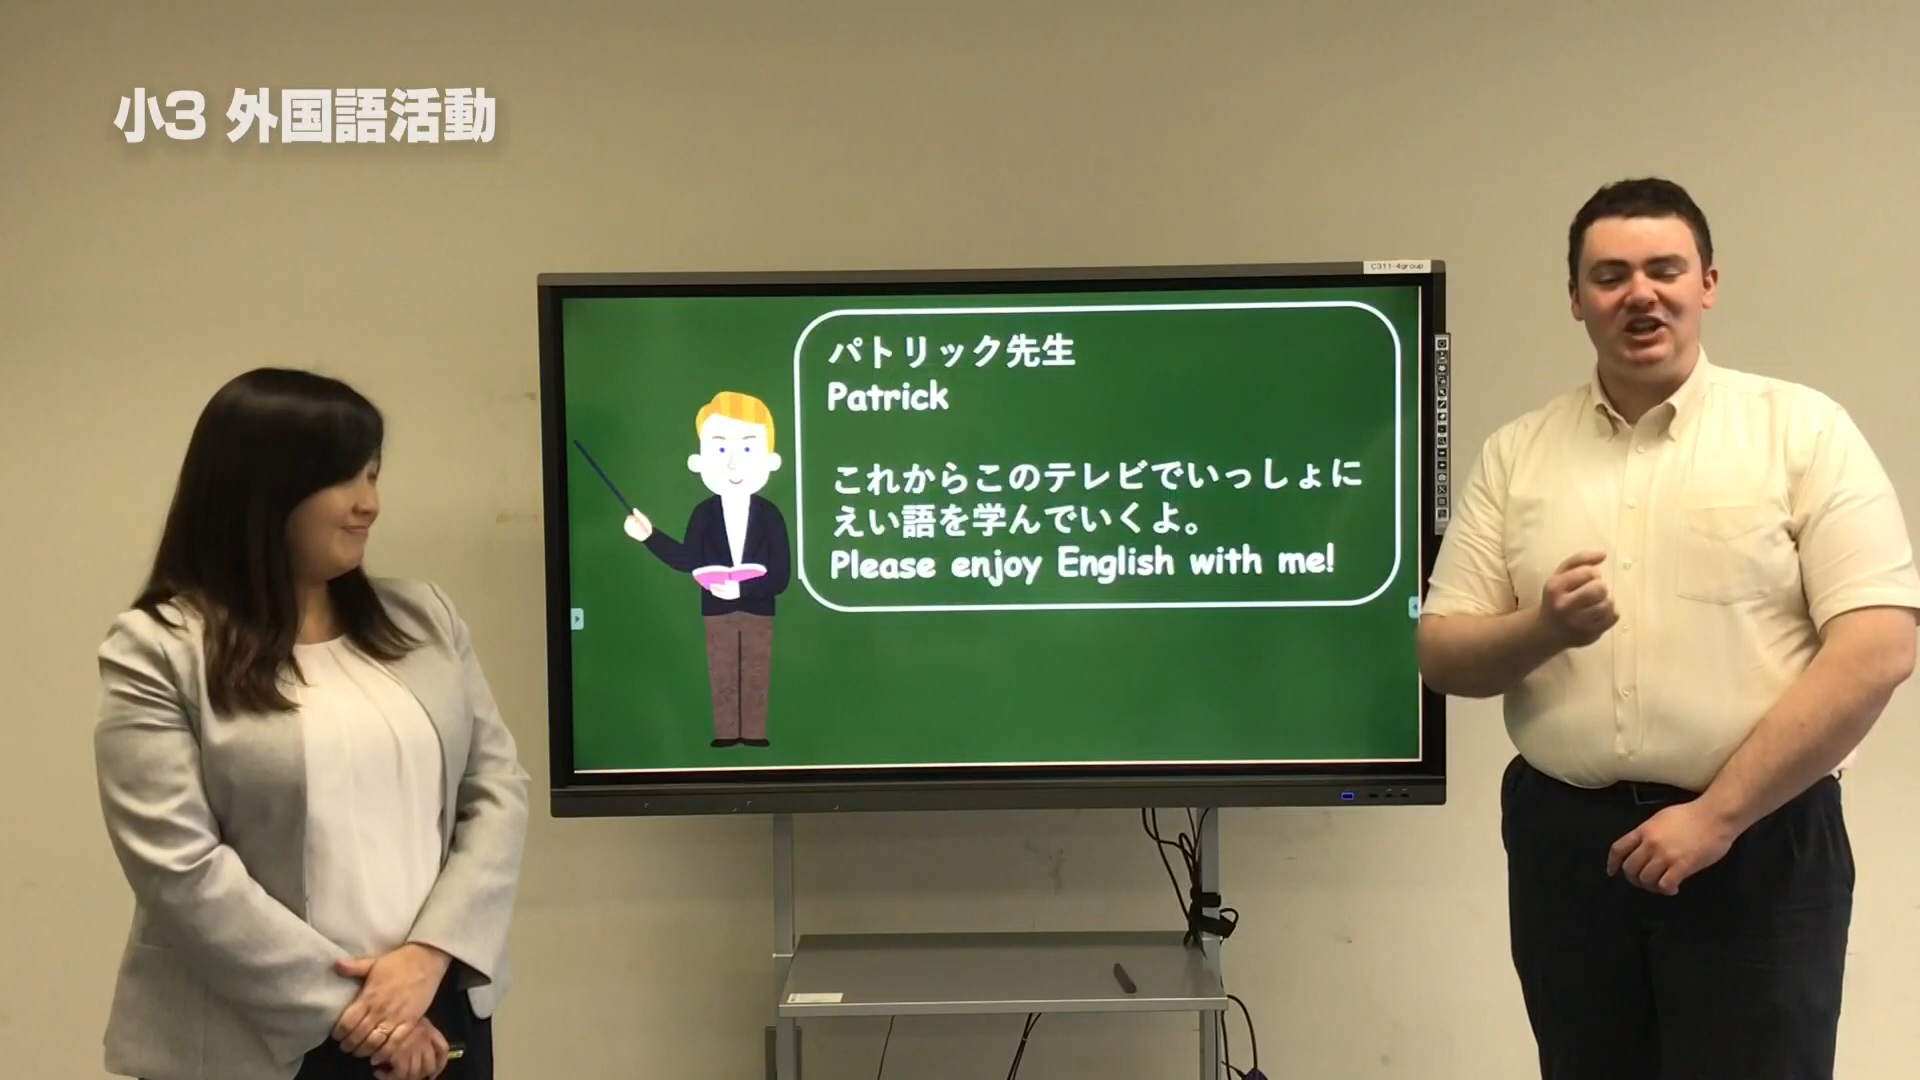 小3 外国語活動
C311-4group
パトリック先生
Patrick
これからこのテレビでいっしょに
えい語を学んでいくよ。
Please enjoy English with me!